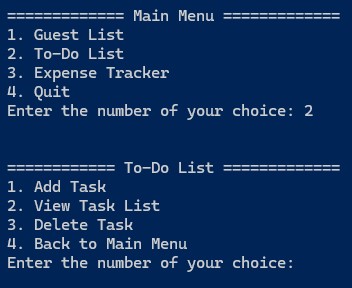 ============= Main Menu =============
1. Guest List
2. To-Do List
3. Expense Tracker
4. Quit
Enter the number of your choice: 2
============ To-Do List =============
1. Add Task
2. View Task List
3. Delete Task
4. Back to Main Menu
Enter the number of your choice: